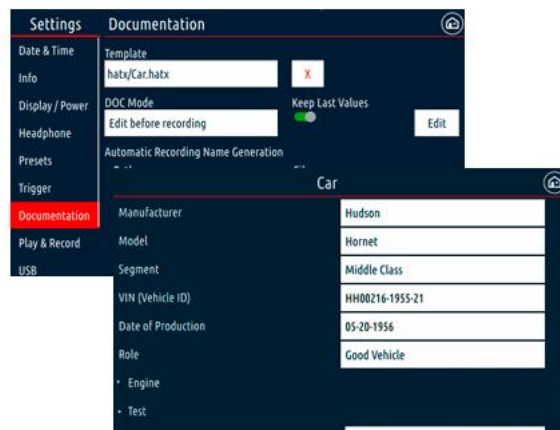 Settings
Documentation
Date & Time
Info
Display / Power
Headphone
Presets
Trigger
Documentation
Play & Record
USB
Template
hatx/Car.hatx
X
DOC Mode
Keep Last Values
Edit before recording
Edit
Automatic Recording Name Generation
Car
Manufacturer
Hudson
Model
Hornet
Segment
Middle Class
VIN (Vehicle ID)
HH00216-1955-21
Date of Production
05-20-1956
Role
Good Vehicle
Engine
Test